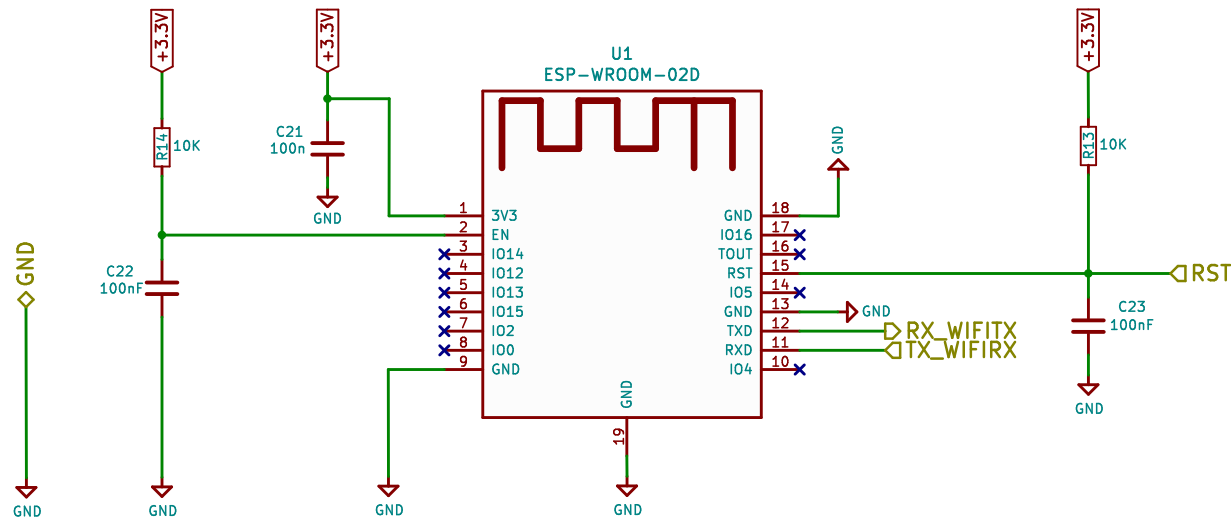 +3.3V
+3.3V
+3.3V
U1
ESP-WROOM-02D
R14
10K
C21
100n
GND
R13
10K
GND
GND
C22
100nF
1
3V3
2
EN
3
IO14
4
IO12
5
IO13
6
IO15
7
IO2
8
IO0
9
GND
GND
18
IO16
17
TOUT
16
RST
15
IO5
14
GND
13
TXD
12
RXD
11
IO4
10
GND
19
GND
RX_WIFITX
TX_WIFIRX
RST
C23
100nF
GND
GND
GND
GND
GND